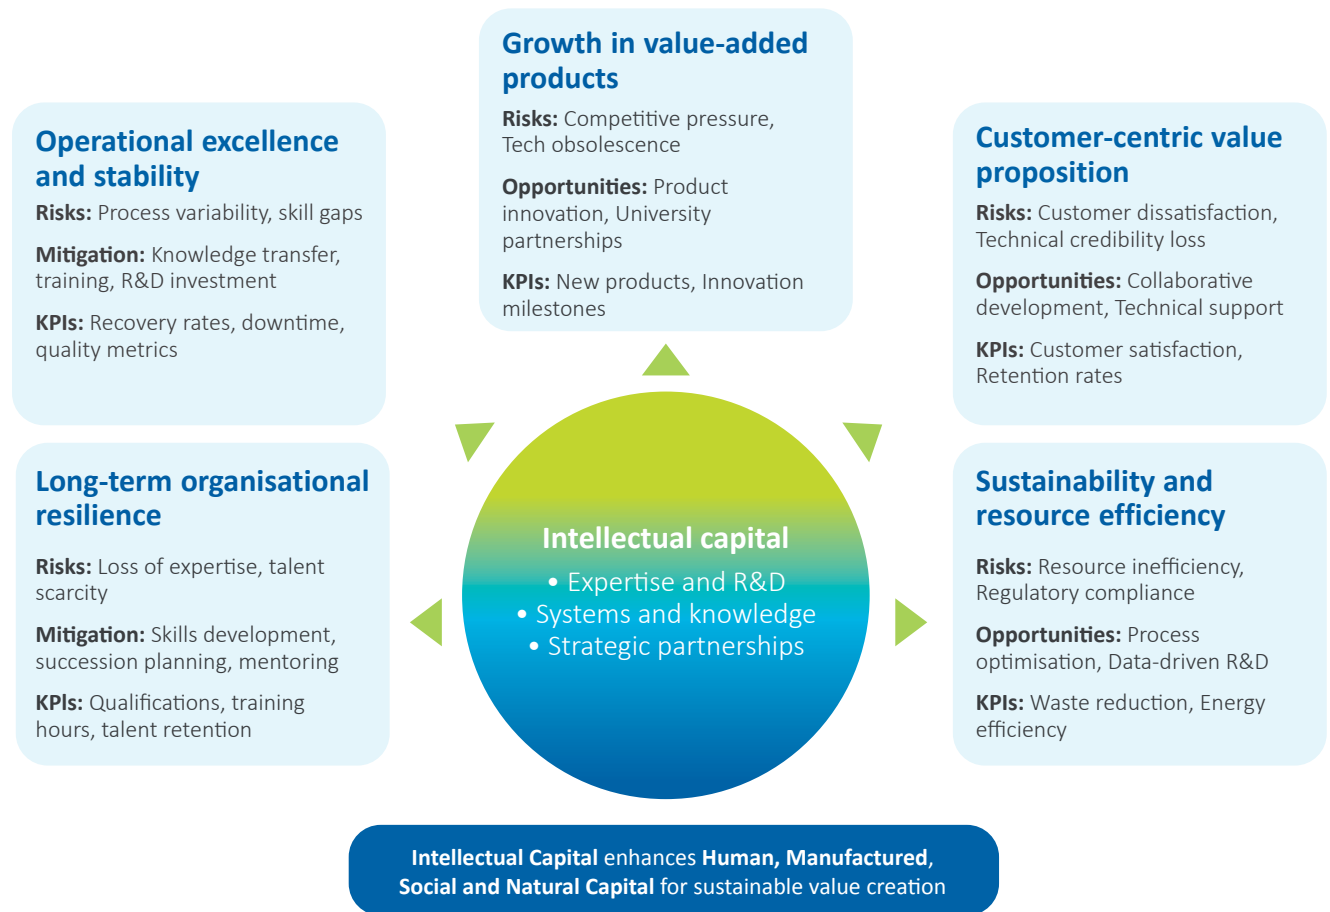 Growth in value-added
products
Risks: Competitive pressure,
Tech obsolescence
Opportunities: Product
innovation, University
partnerships
KPIs: New products, Innovation
milestones
Operational excellence
and stability
Risks: Process variability, skill gaps
Mitigation: Knowledge transfer,
training, R&D investment
KPIs: Recovery rates, downtime,
quality metrics
Customer-centric value
proposition
Risks: Customer dissatisfaction,
Technical credibility loss
Opportunities: Collaborative
development, Technical support
KPIs: Customer satisfaction,
Retention rates
Long-term organisational
resilience
Risks: Loss of expertise, talent
scarcity
Mitigation: Skills development,
succession planning, mentoring
KPIs: Qualifications, training
hours, talent retention
Intellectual capital
• Expertise and R&D
• Systems and knowledge
• Strategic partnerships
Sustainability and
resource efficiency
Risks: Resource inefficiency,
Regulatory compliance
Opportunities: Process
optimisation, Data-driven R&D
KPIs: Waste reduction, Energy
efficiency
Intellectual Capital enhances Human, Manufactured,
Social and Natural Capital for sustainable value creation